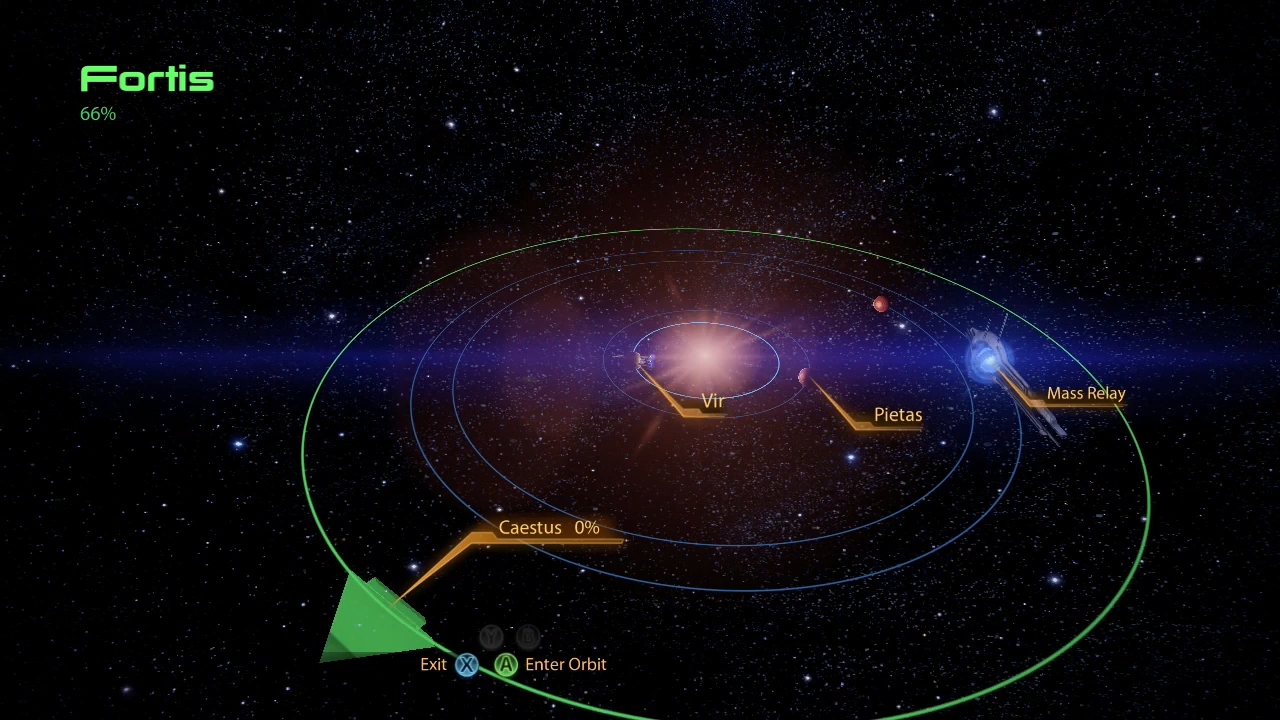 Fortis
66%
Mass Relay
Vir
Pietas
Caestus 0%
Y B
Exit X A Enter Orbit